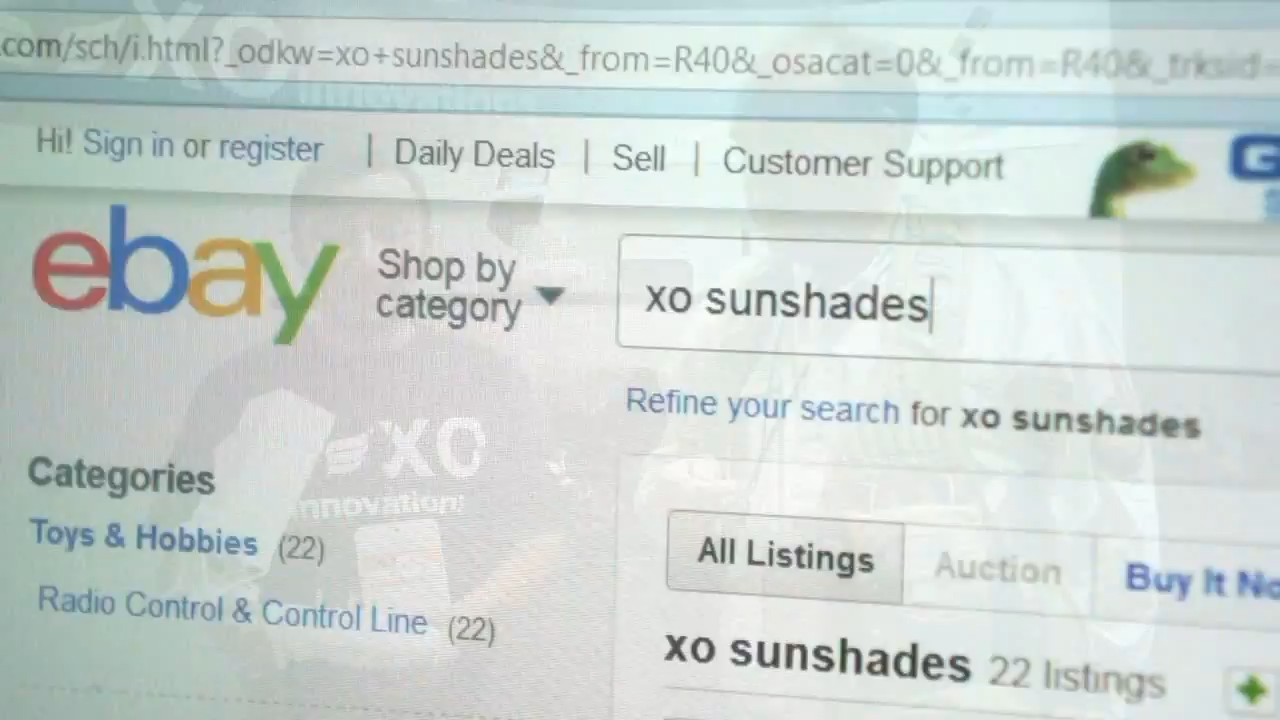 XO
.com/sch/i.html?_odkw=xo+sunshades&_from=R40&_osacat=0&_from=R40&_trksid=
Hi! Sign in or register | Daily Deals | Sell | Customer Support
G
ebay
Shop by
category
xo sunshades
Refine your search for xo sunshades
XO
innovation
Categories
Toys & Hobbies (22)
Radio Control & Control Line (22)
All Listings
Auction
Buy It No
xo sunshades 22 listings